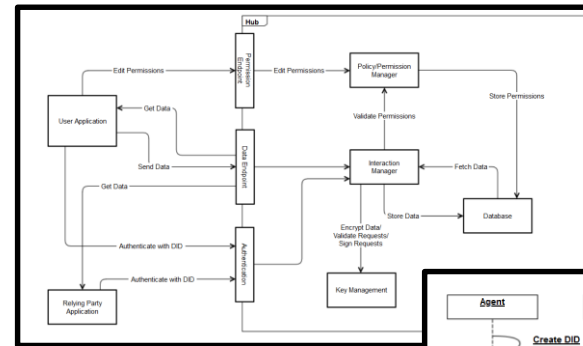 Hub
Permission
Endpoint
Edit Permissions
Edit Permissions
Policy/Permission
Manager
Get Data
Store Permissions
User Application
Validate Permissions
Send Data
Data Endpoint
Interaction
Manager
Fetch Data
Get Data
Encrypt Data/
Validate Requests/
Sign Requests
Store Data
Database
Authenticate with DID
Authentication
Authenticate with DID
Relying Party
Application
Key Management
Agent
Create DID